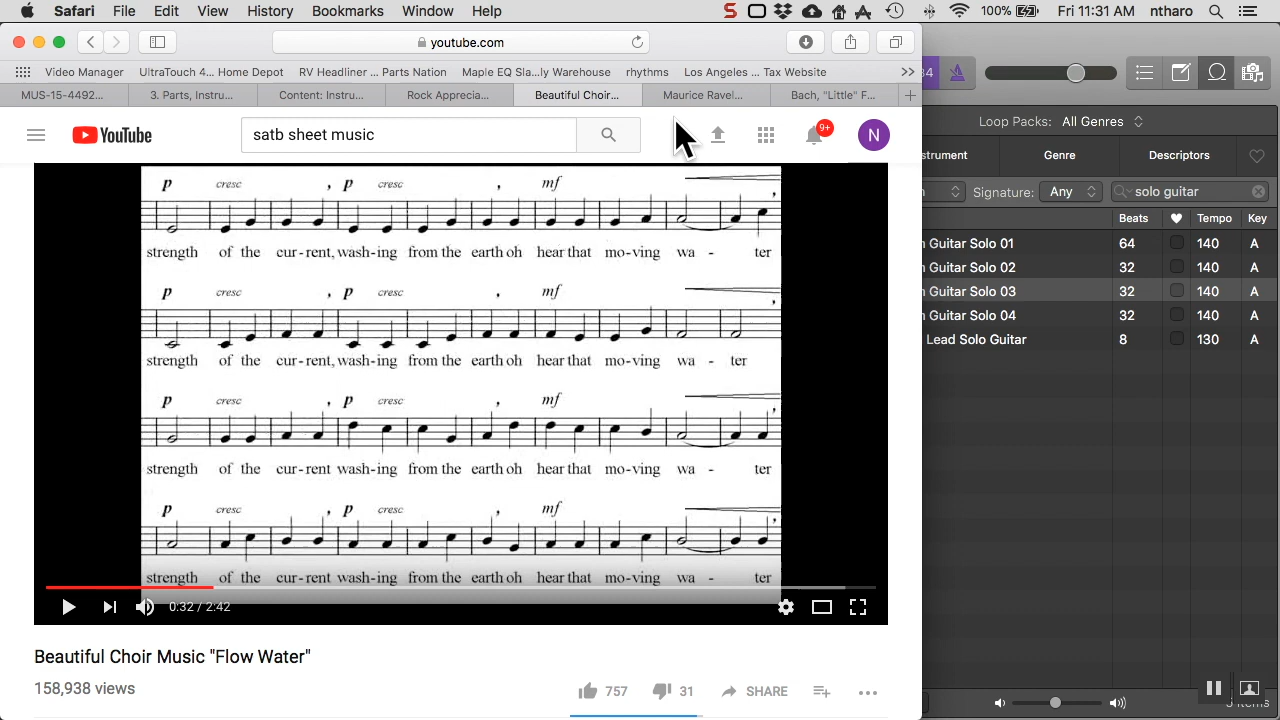 Safari File Edit View History Bookmarks Window Help 100% Fri 11:31 AM ntharo
youtube.com
Video Manager UltraTouch 4... Home Depot RV Headliner ... Parts Nation Maple EQ Sla...ly Warehouse rhythms Los Angeles ... Tax Website >>
MUS-15-4492... 3. Parts, Instru... Content: Instru... Rock Apprecia... Beautiful Choir... Maurice Ravel... Bach, "Little" F... +
YouTube satb sheet music 9+ N
p cresc , p cresc , mf ,
strength of the cur-rent, wash-ing from the earth oh hear that mo-ving wa - ter
p cresc , p cresc , mf ,
strength of the cur-rent, wash-ing from the earth oh hear that mo-ving wa - ter
p cresc , p cresc , mf ,
strength of the cur-rent wash-ing from the earth oh hear that mo-ving wa - ter
p cresc , p cresc , mf ,
strength of the cur-rent wash-ing from the earth oh hear that mo-ving wa - ter
0:32 / 2:42
Beautiful Choir Music "Flow Water"
158,938 views
757 31 SHARE
34
Loop Packs: All Genres
strument Genre Descriptors
Signature: Any solo guitar
Beats Tempo Key
Guitar Solo 01 64 140 A
Guitar Solo 02 32 140 A
Guitar Solo 03 32 140 A
Guitar Solo 04 32 140 A
Lead Solo Guitar 8 130 A